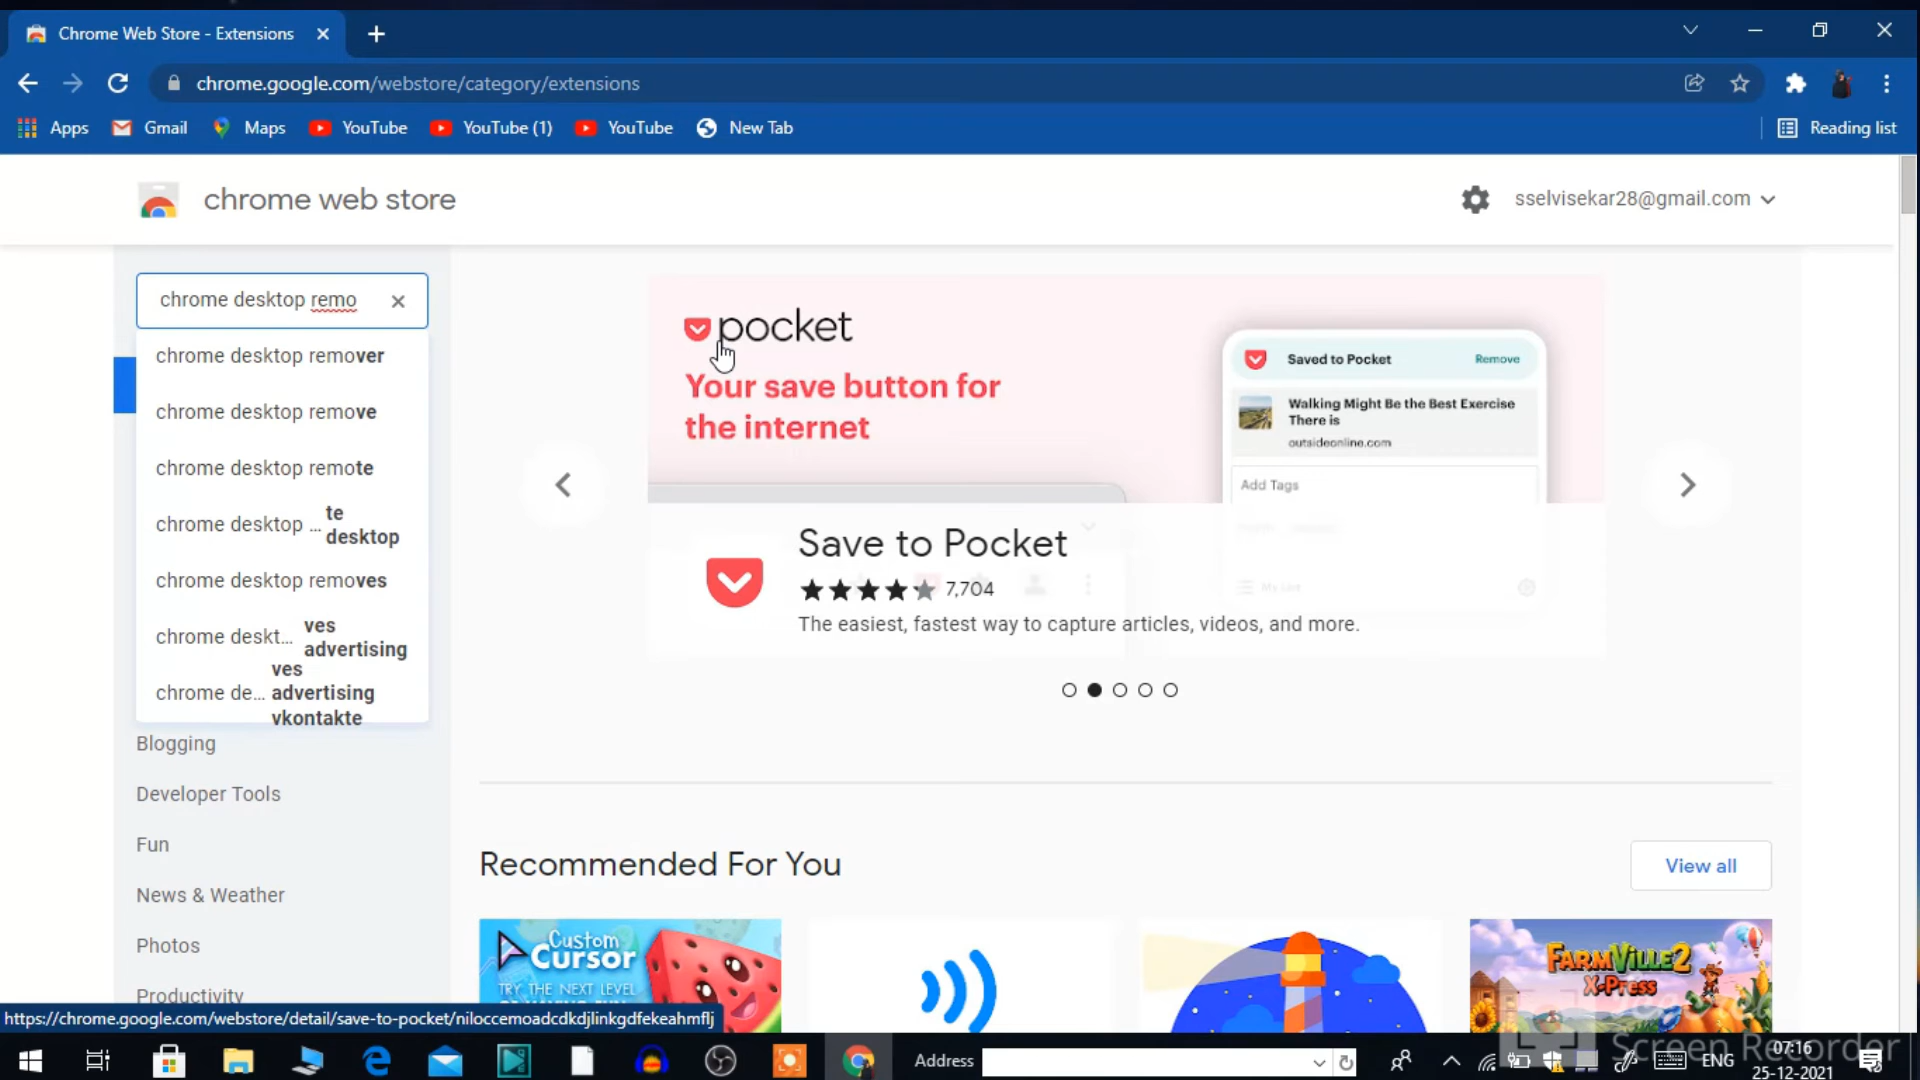 Chrome Web Store - Extensions
chrome.google.com/webstore/category/extensions
Apps
Gmail
Maps
YouTube
YouTube (1)
YouTube
New Tab
Reading list
chrome web store
sselvisekar28@gmail.com
chrome desktop remo
chrome desktop remover
chrome desktop remove
chrome desktop remote
chrome desktop ... te desktop
chrome desktop removes
chrome deskt... ves advertising
chrome de... ves advertising vkontakte
Blogging
Developer Tools
Fun
News & Weather
Photos
Productivity
pocket
Your save button for
the internet
Saved to Pocket
Remove
Walking Might Be the Best Exercise
There is
outsideonline.com
Add Tags
My List
Save to Pocket
7,704
The easiest, fastest way to capture articles, videos, and more.
Recommended For You
View all
Custom
Cursor
TRY THE NEXT LEVEL
FARMVILLE 2
X-Press
https://chrome.google.com/webstore/detail/save-to-pocket/niloccemoadcdkdjlinkgdfekeahmflj
Address
ENG
07:16
25-12-2021
Screen Recorder